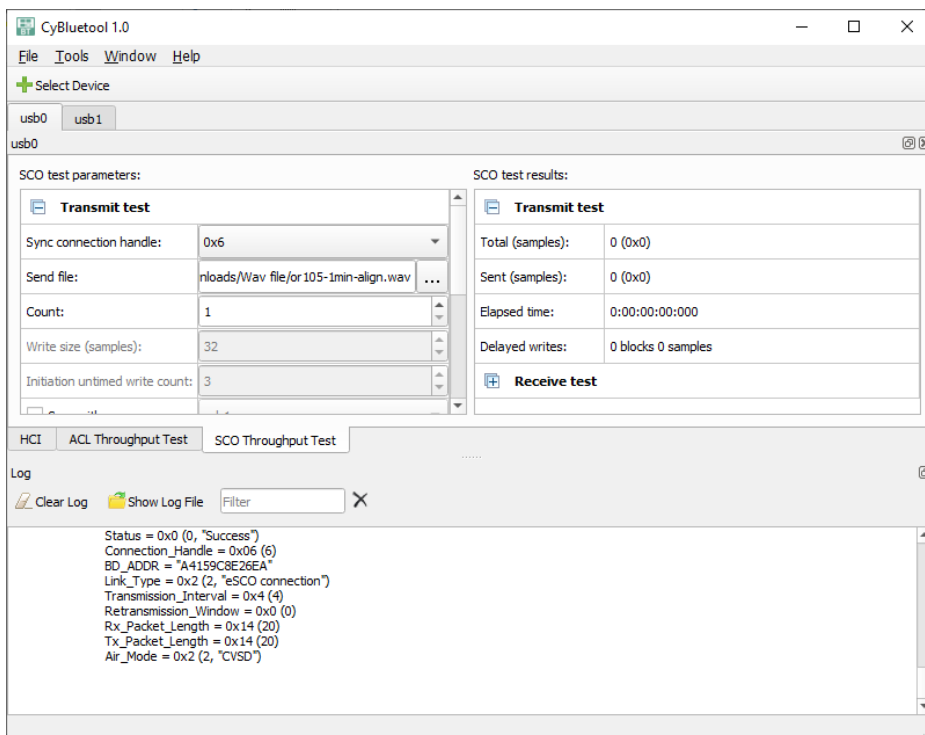 CyBluetool 1.0
File Tools Window Help
Select Device
usb0 usb1
usb0
SCO test parameters:
Transmit test
Sync connection handle: 0x6
Send file: nloads/Wav file/or105-1min-align.wav ...
Count: 1
Write size (samples): 32
Initiation untimed write count: 3
SCO test results:
Transmit test
Total (samples): 0 (0x0)
Sent (samples): 0 (0x0)
Elapsed time: 0:00:00:00:000
Delayed writes: 0 blocks 0 samples
Receive test
HCI ACL Throughput Test SCO Throughput Test
Log
Clear Log Show Log File Filter
Status = 0x0 (0, "Success")
Connection_Handle = 0x06 (6)
BD_ADDR = "A4159C8E26EA"
Link_Type = 0x2 (2, "eSCO connection")
Transmission_Interval = 0x4 (4)
Retransmission_Window = 0x0 (0)
Rx_Packet_Length = 0x14 (20)
Tx_Packet_Length = 0x14 (20)
Air_Mode = 0x2 (2, "CVSD")